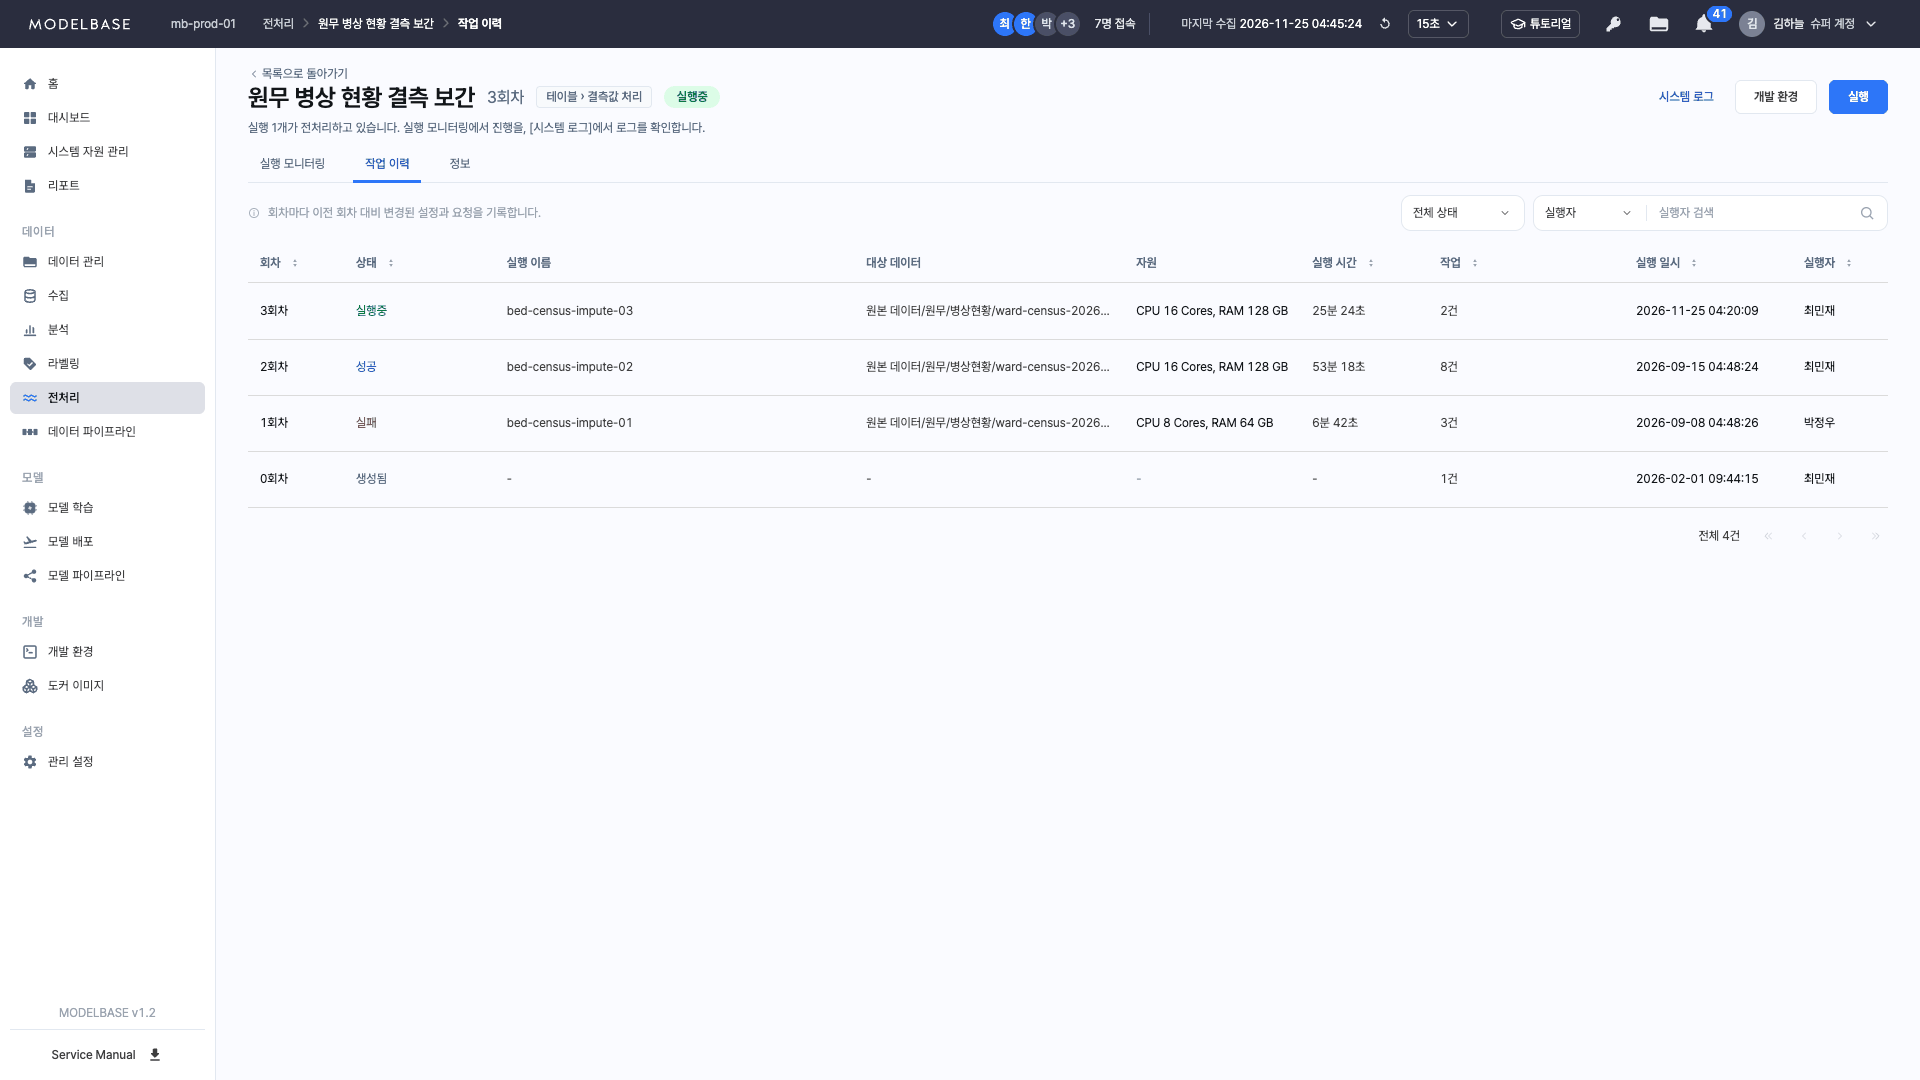 MODELBASE
mb-prod-01
전처리 > 원무 병상 현황 결측 보간 > 작업 이력
최 한 박 +3 7명 접속
마지막 수집 2026-11-25 04:45:24
15초
튜토리얼
41
김 김하늘 슈퍼 계정
홈
대시보드
시스템 자원 관리
리포트
데이터
데이터 관리
수집
분석
라벨링
전처리
데이터 파이프라인
모델
모델 학습
모델 배포
모델 파이프라인
개발
개발 환경
도커 이미지
설정
관리 설정
MODELBASE v1.2
Service Manual
목록으로 돌아가기
원무 병상 현황 결측 보간 3회차 테이블 › 결측값 처리 실행중
시스템 로그 개발 환경 실행
실행 1개가 전처리하고 있습니다. 실행 모니터링에서 진행을, [시스템 로그]에서 로그를 확인합니다.
실행 모니터링 작업 이력 정보
회차마다 이전 회차 대비 변경된 설정과 요청을 기록합니다.
전체 상태 실행자 실행자 검색
회차 상태 실행 이름 대상 데이터 자원 실행 시간 작업 실행 일시 실행자
3회차 실행중 bed-census-impute-03 원본 데이터/원무/병상현황/ward-census-2026... CPU 16 Cores, RAM 128 GB 25분 24초 2건 2026-11-25 04:20:09 최민재
2회차 성공 bed-census-impute-02 원본 데이터/원무/병상현황/ward-census-2026... CPU 16 Cores, RAM 128 GB 53분 18초 8건 2026-09-15 04:48:24 최민재
1회차 실패 bed-census-impute-01 원본 데이터/원무/병상현황/ward-census-2026... CPU 8 Cores, RAM 64 GB 6분 42초 3건 2026-09-08 04:48:26 박정우
0회차 생성됨 - - - - 1건 2026-02-01 09:44:15 최민재
전체 4건